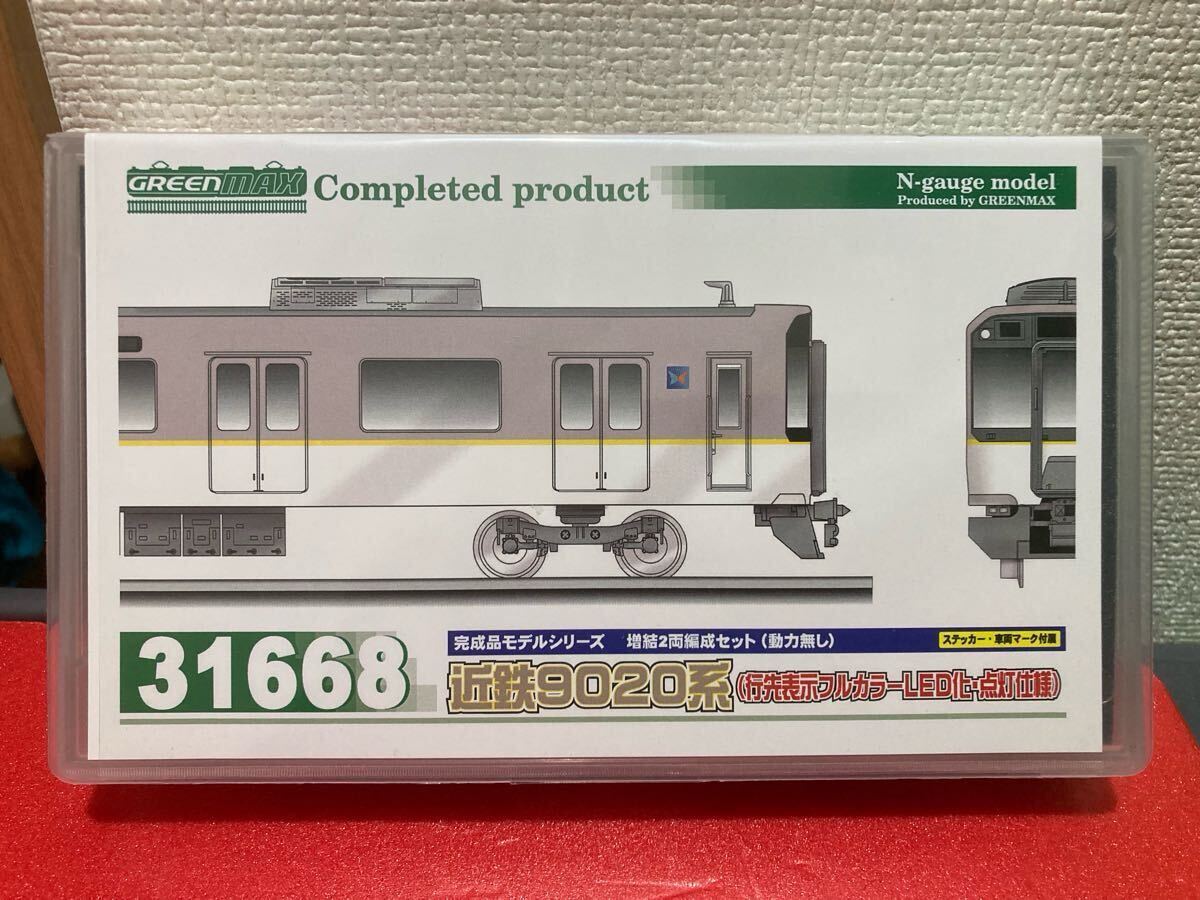 GREENMAX Completed product
N-gauge model
Produced by GREENMAX
31668
完成品モデルシリーズ 増結2両編成セット(動力無し)
ステッカー・車両マーク付属
近鉄9020系(行先表示フルカラーLED化・点灯仕様)